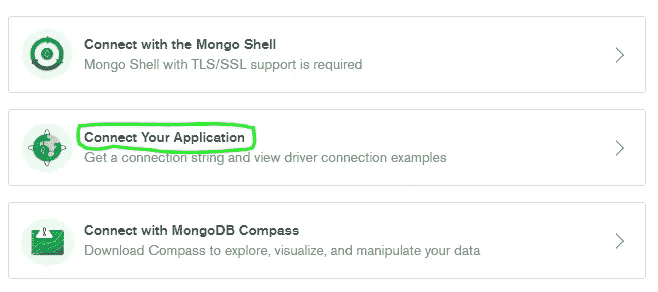 Connect with the Mongo Shell
Mongo Shell with TLS/SSL support is required
Connect Your Application
Get a connection string and view driver connection examples
Connect with MongoDB Compass
Download Compass to explore, visualize, and manipulate your data